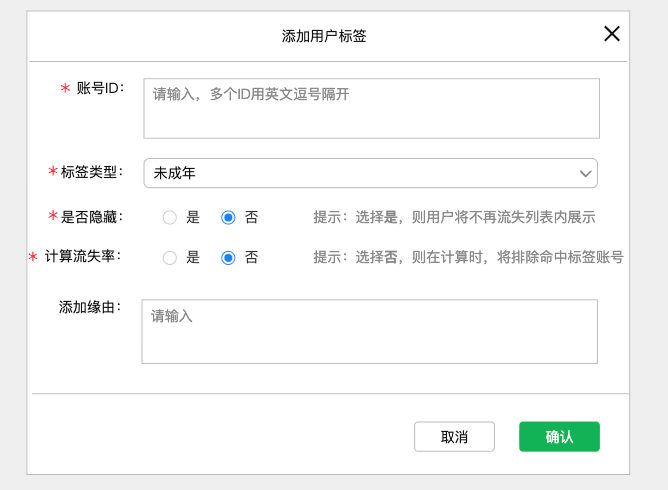 添加用户标签
* 账号ID：
请输入，多个ID用英文逗号隔开
*标签类型：
未成年
*是否隐藏：
是 否 提示：选择是，则用户将不再流失列表内展示
* 计算流失率：
是 否 提示：选择否，则在计算时，将排除命中标签账号
添加缘由：
请输入
取消 确认